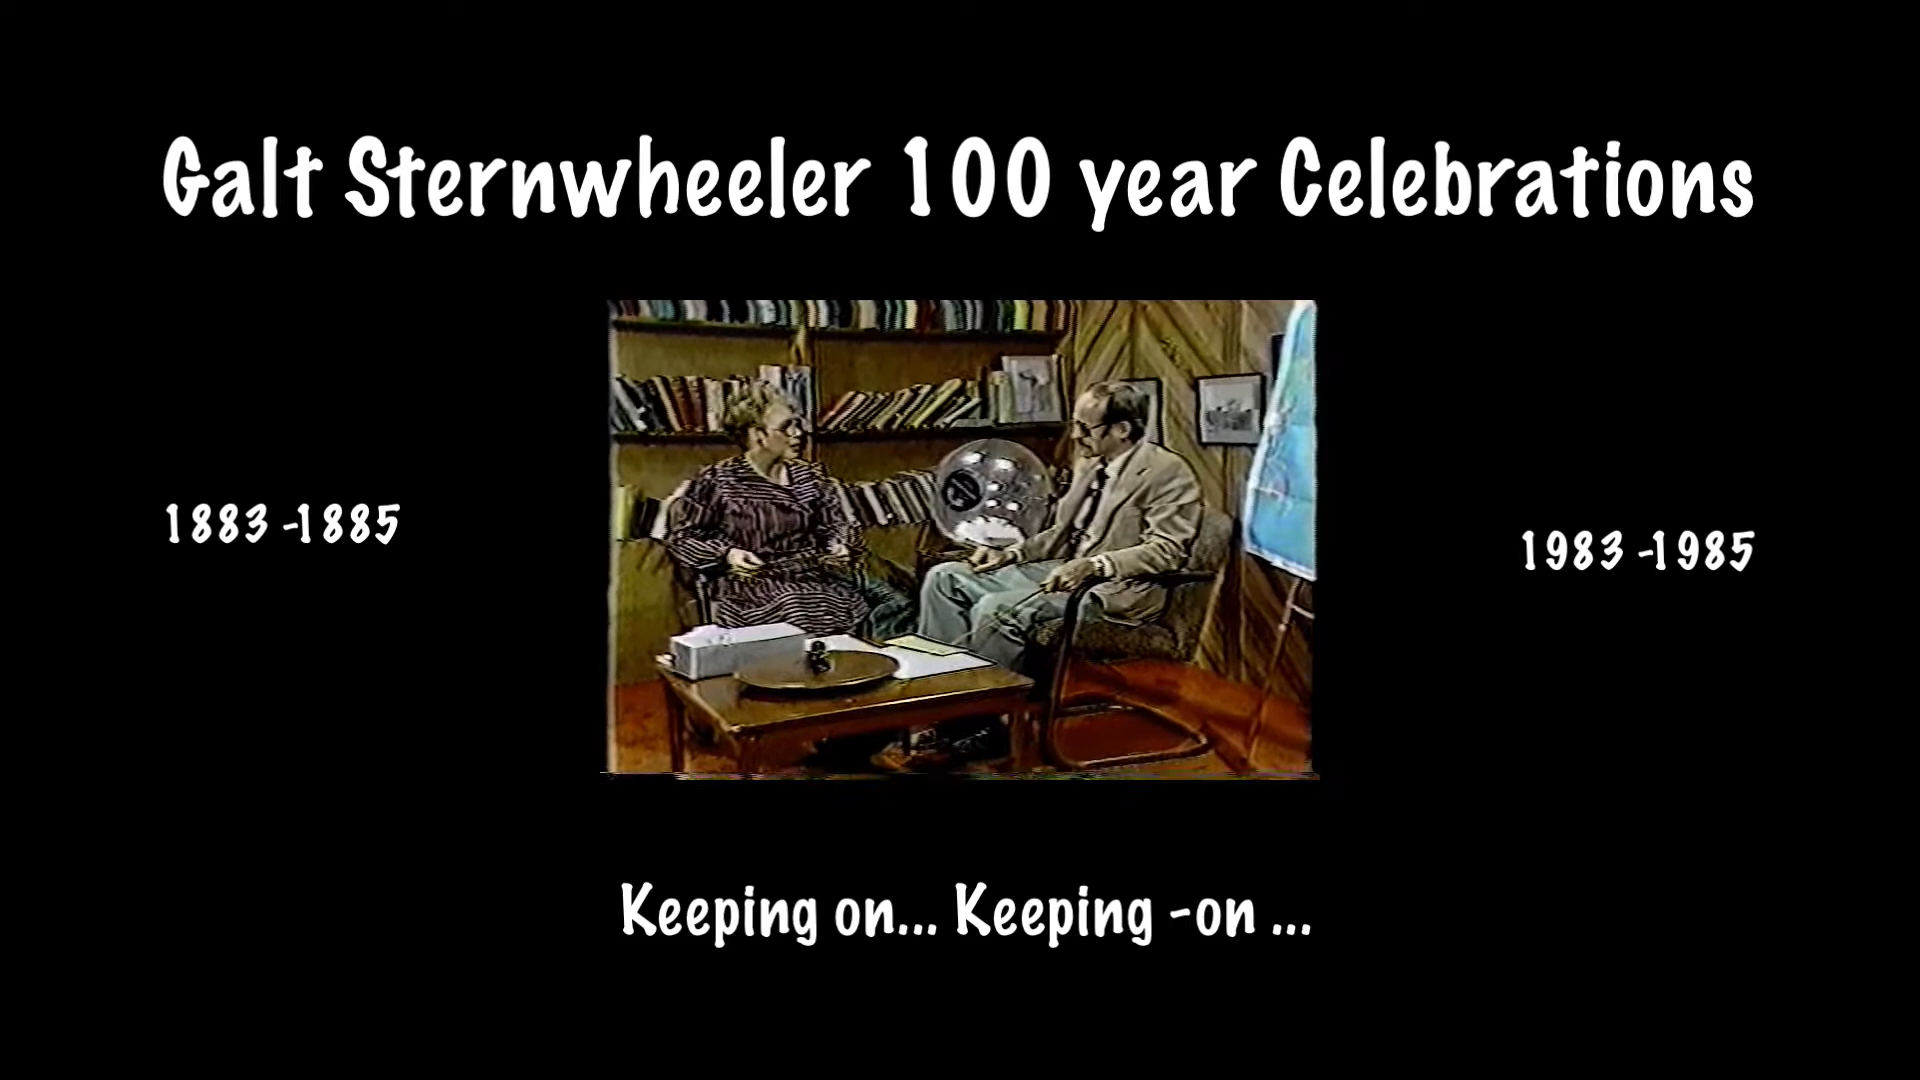 Galt Sternwheeler 100 year Celebrations
1883 -1885
1983 -1985
Keeping on... Keeping -on ...